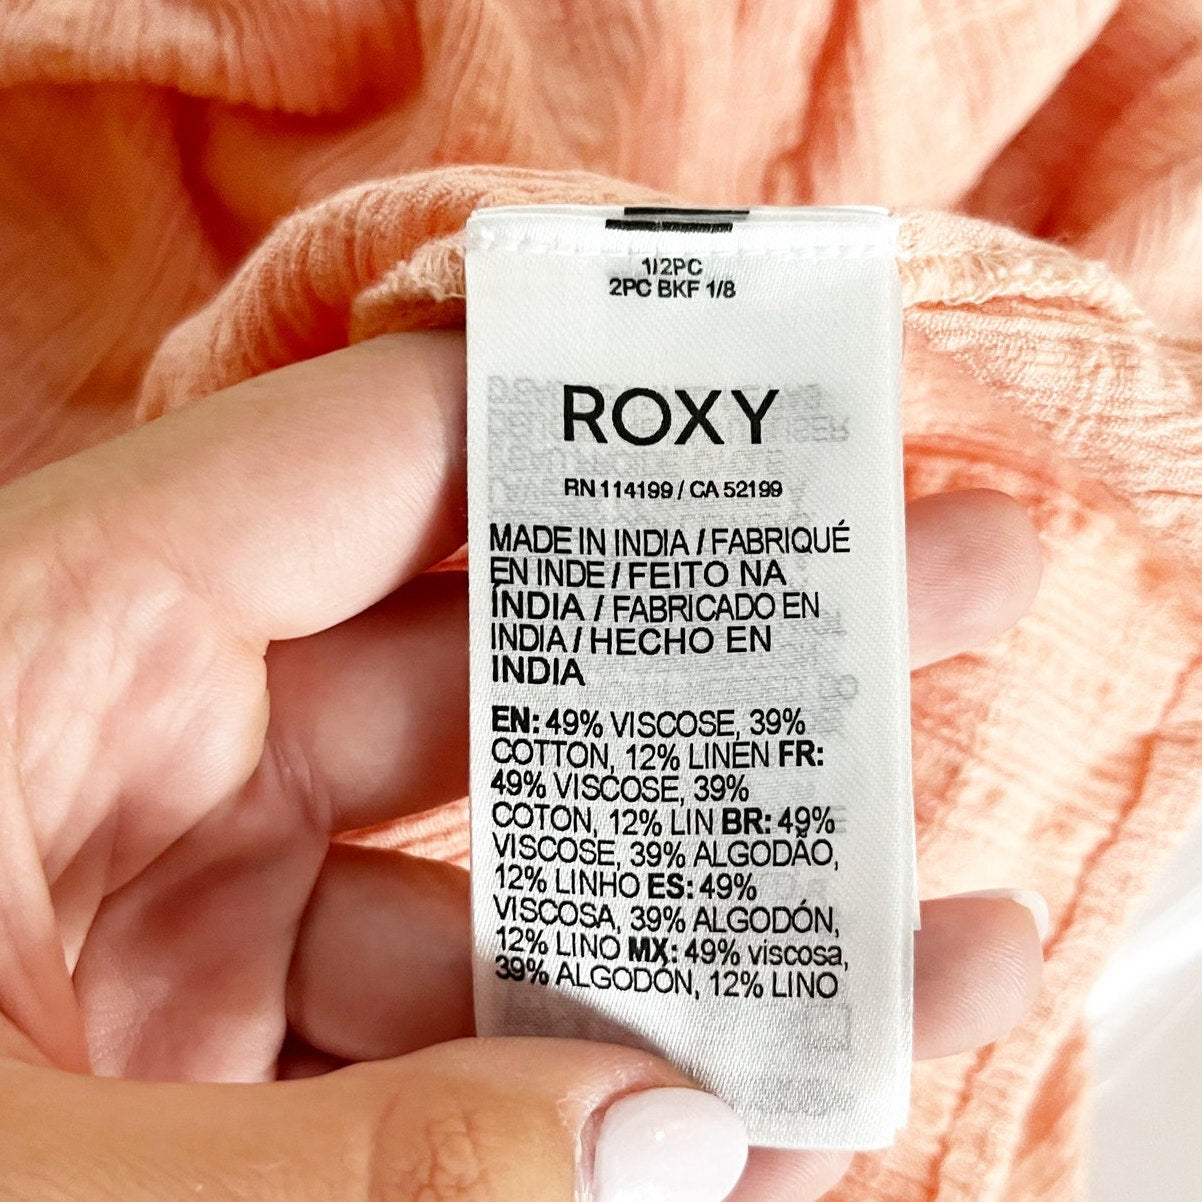 1/2PC
2PC BKF 1/8
ROXY
RN 114199 / CA 52199
MADE IN INDIA / FABRIQUÉ
EN INDE / FEITO NA
ÍNDIA / FABRICADO EN
INDIA / HECHO EN
INDIA
EN: 49% VISCOSE, 39%
COTTON, 12% LINEN FR:
49% VISCOSE, 39%
COTON, 12% LIN BR: 49%
VISCOSE, 39% ALGODÃO,
12% LINHO ES: 49%
VISCOSA, 39% ALGODÓN,
12% LINO MX: 49% viscosa,
39% ALGODÓN, 12% LINO